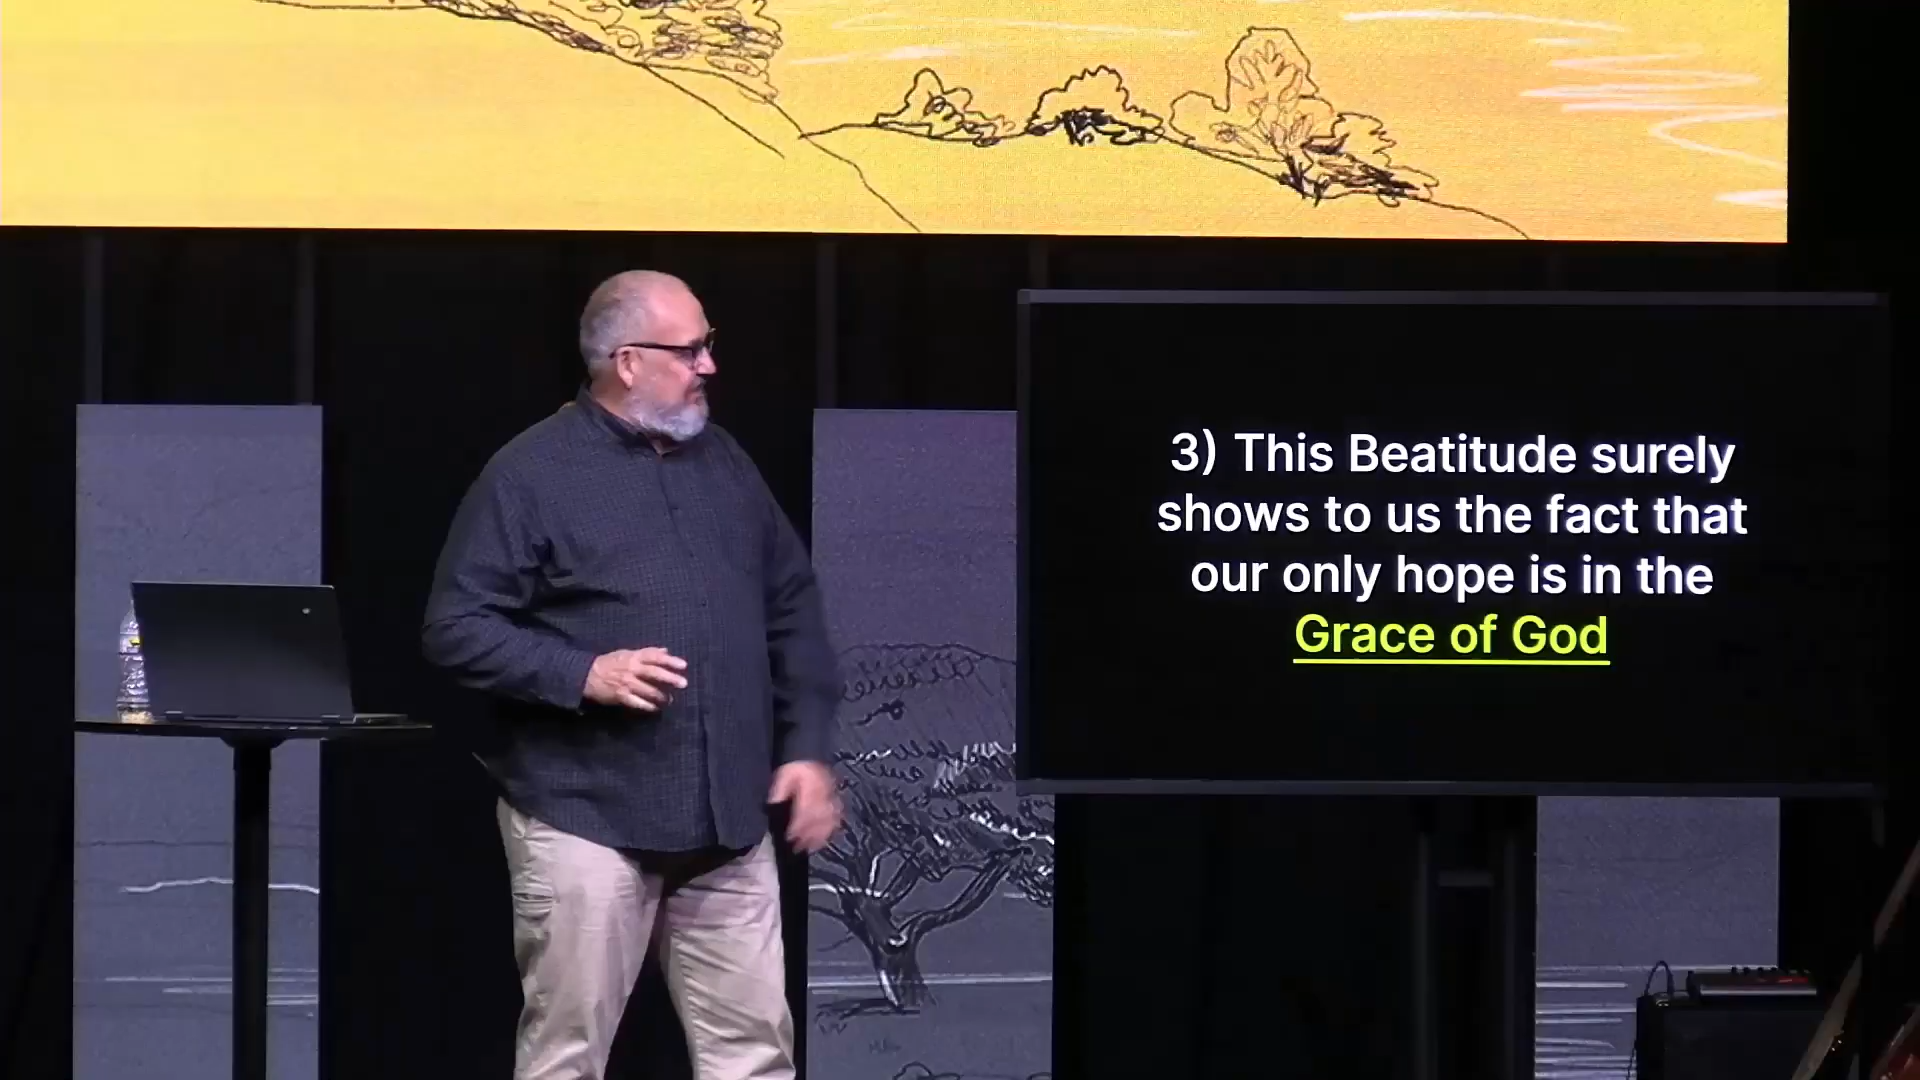 3) This Beatitude surely
shows to us the fact that
our only hope is in the
Grace of God